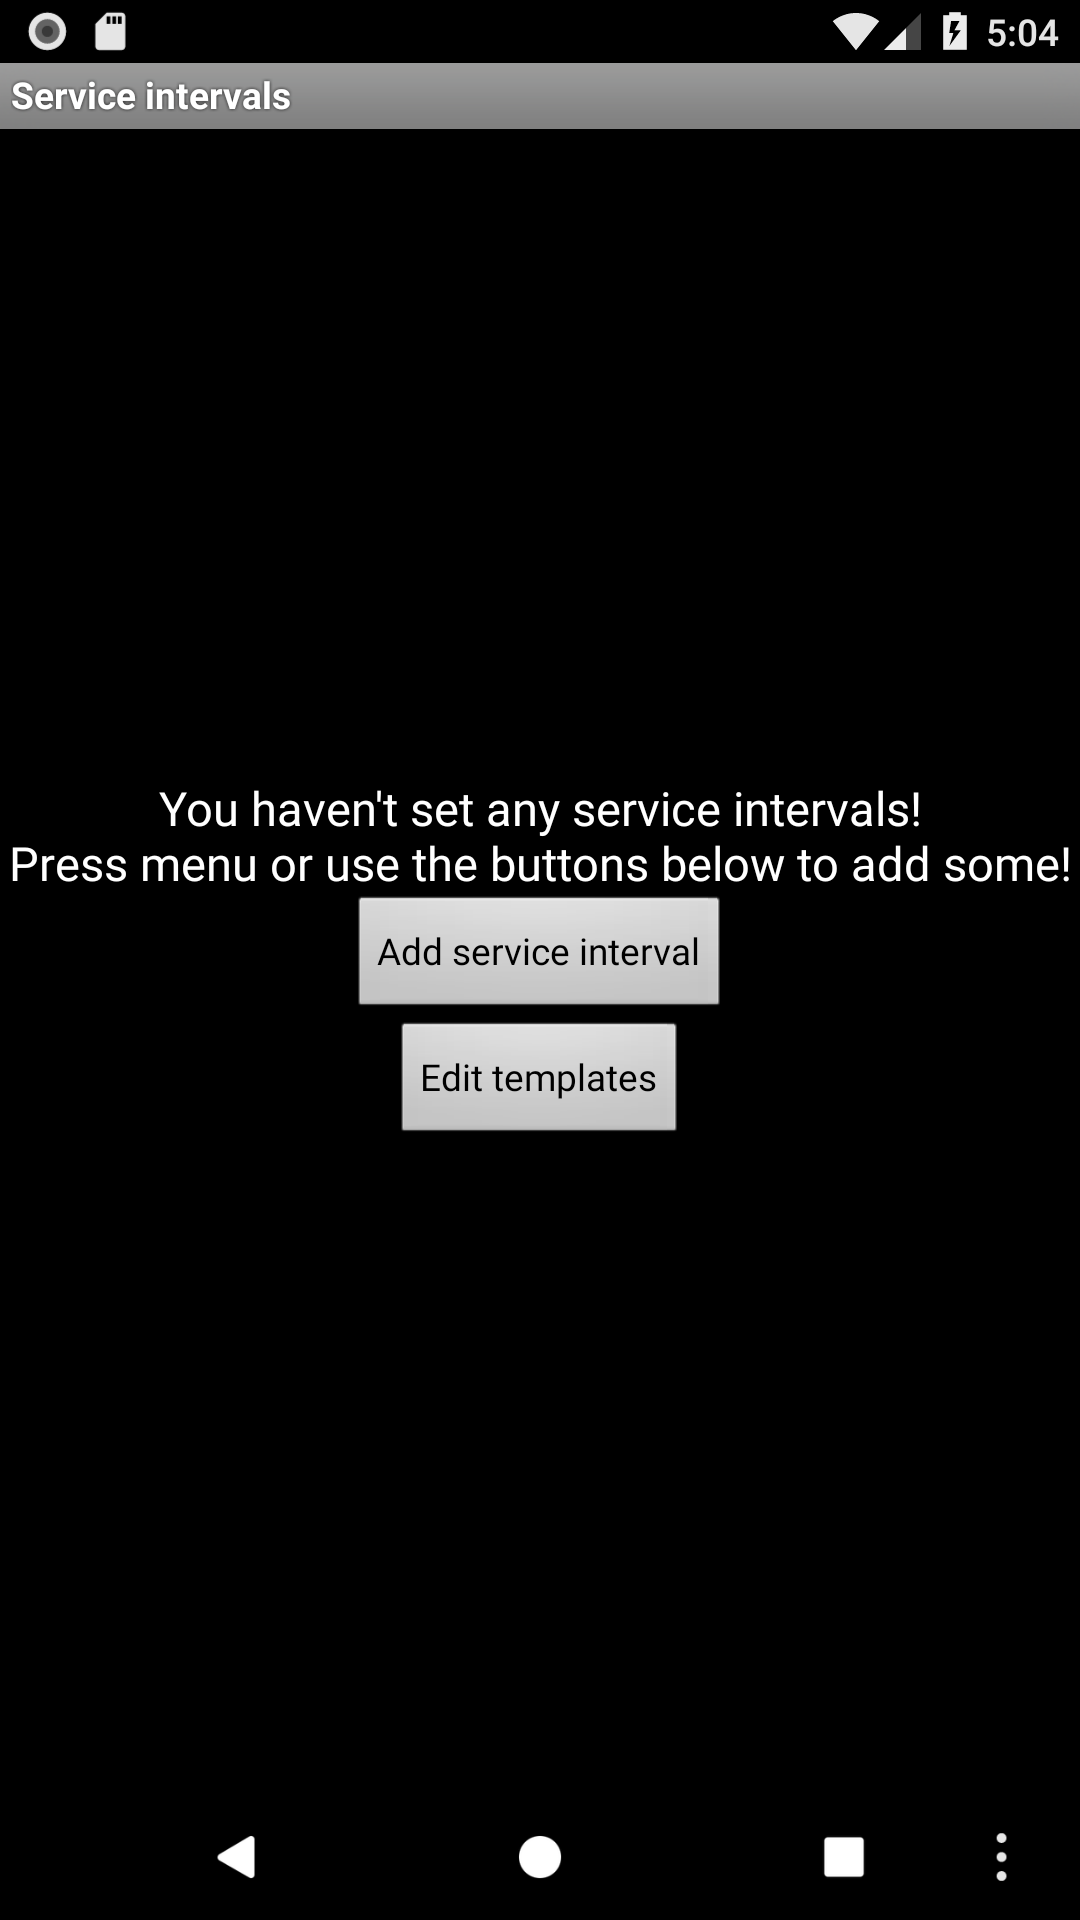 5:04
Service intervals
You haven't set any service intervals!
Press menu or use the buttons below to add some!
Add service interval
Edit templates